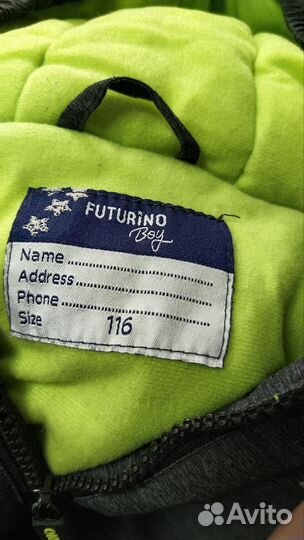 FUTURINO
Boy
Name
Address
Phone
Size 116
Avito